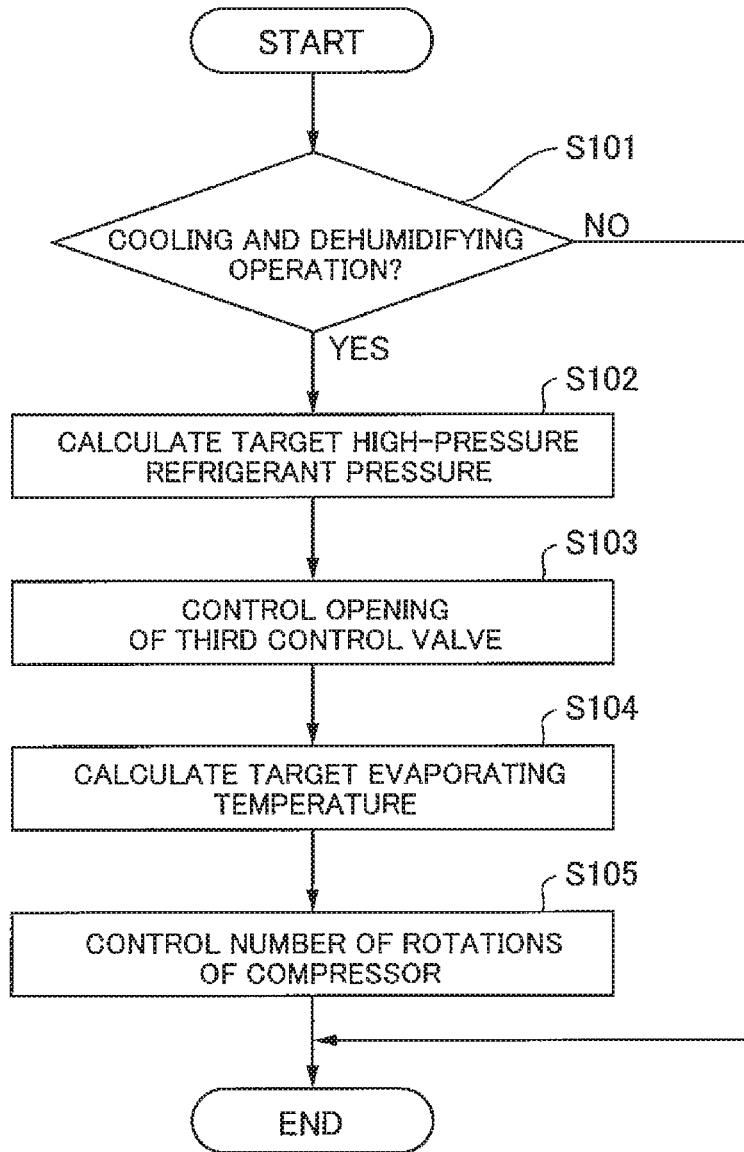 START
S101
COOLING AND DEHUMIDIFYING
OPERATION?
NO
YES
S102
CALCULATE TARGET HIGH-PRESSURE
REFRIGERANT PRESSURE
S103
CONTROL OPENING
OF THIRD CONTROL VALVE
S104
CALCULATE TARGET EVAPORATING
TEMPERATURE
S105
CONTROL NUMBER OF ROTATIONS
OF COMPRESSOR
END